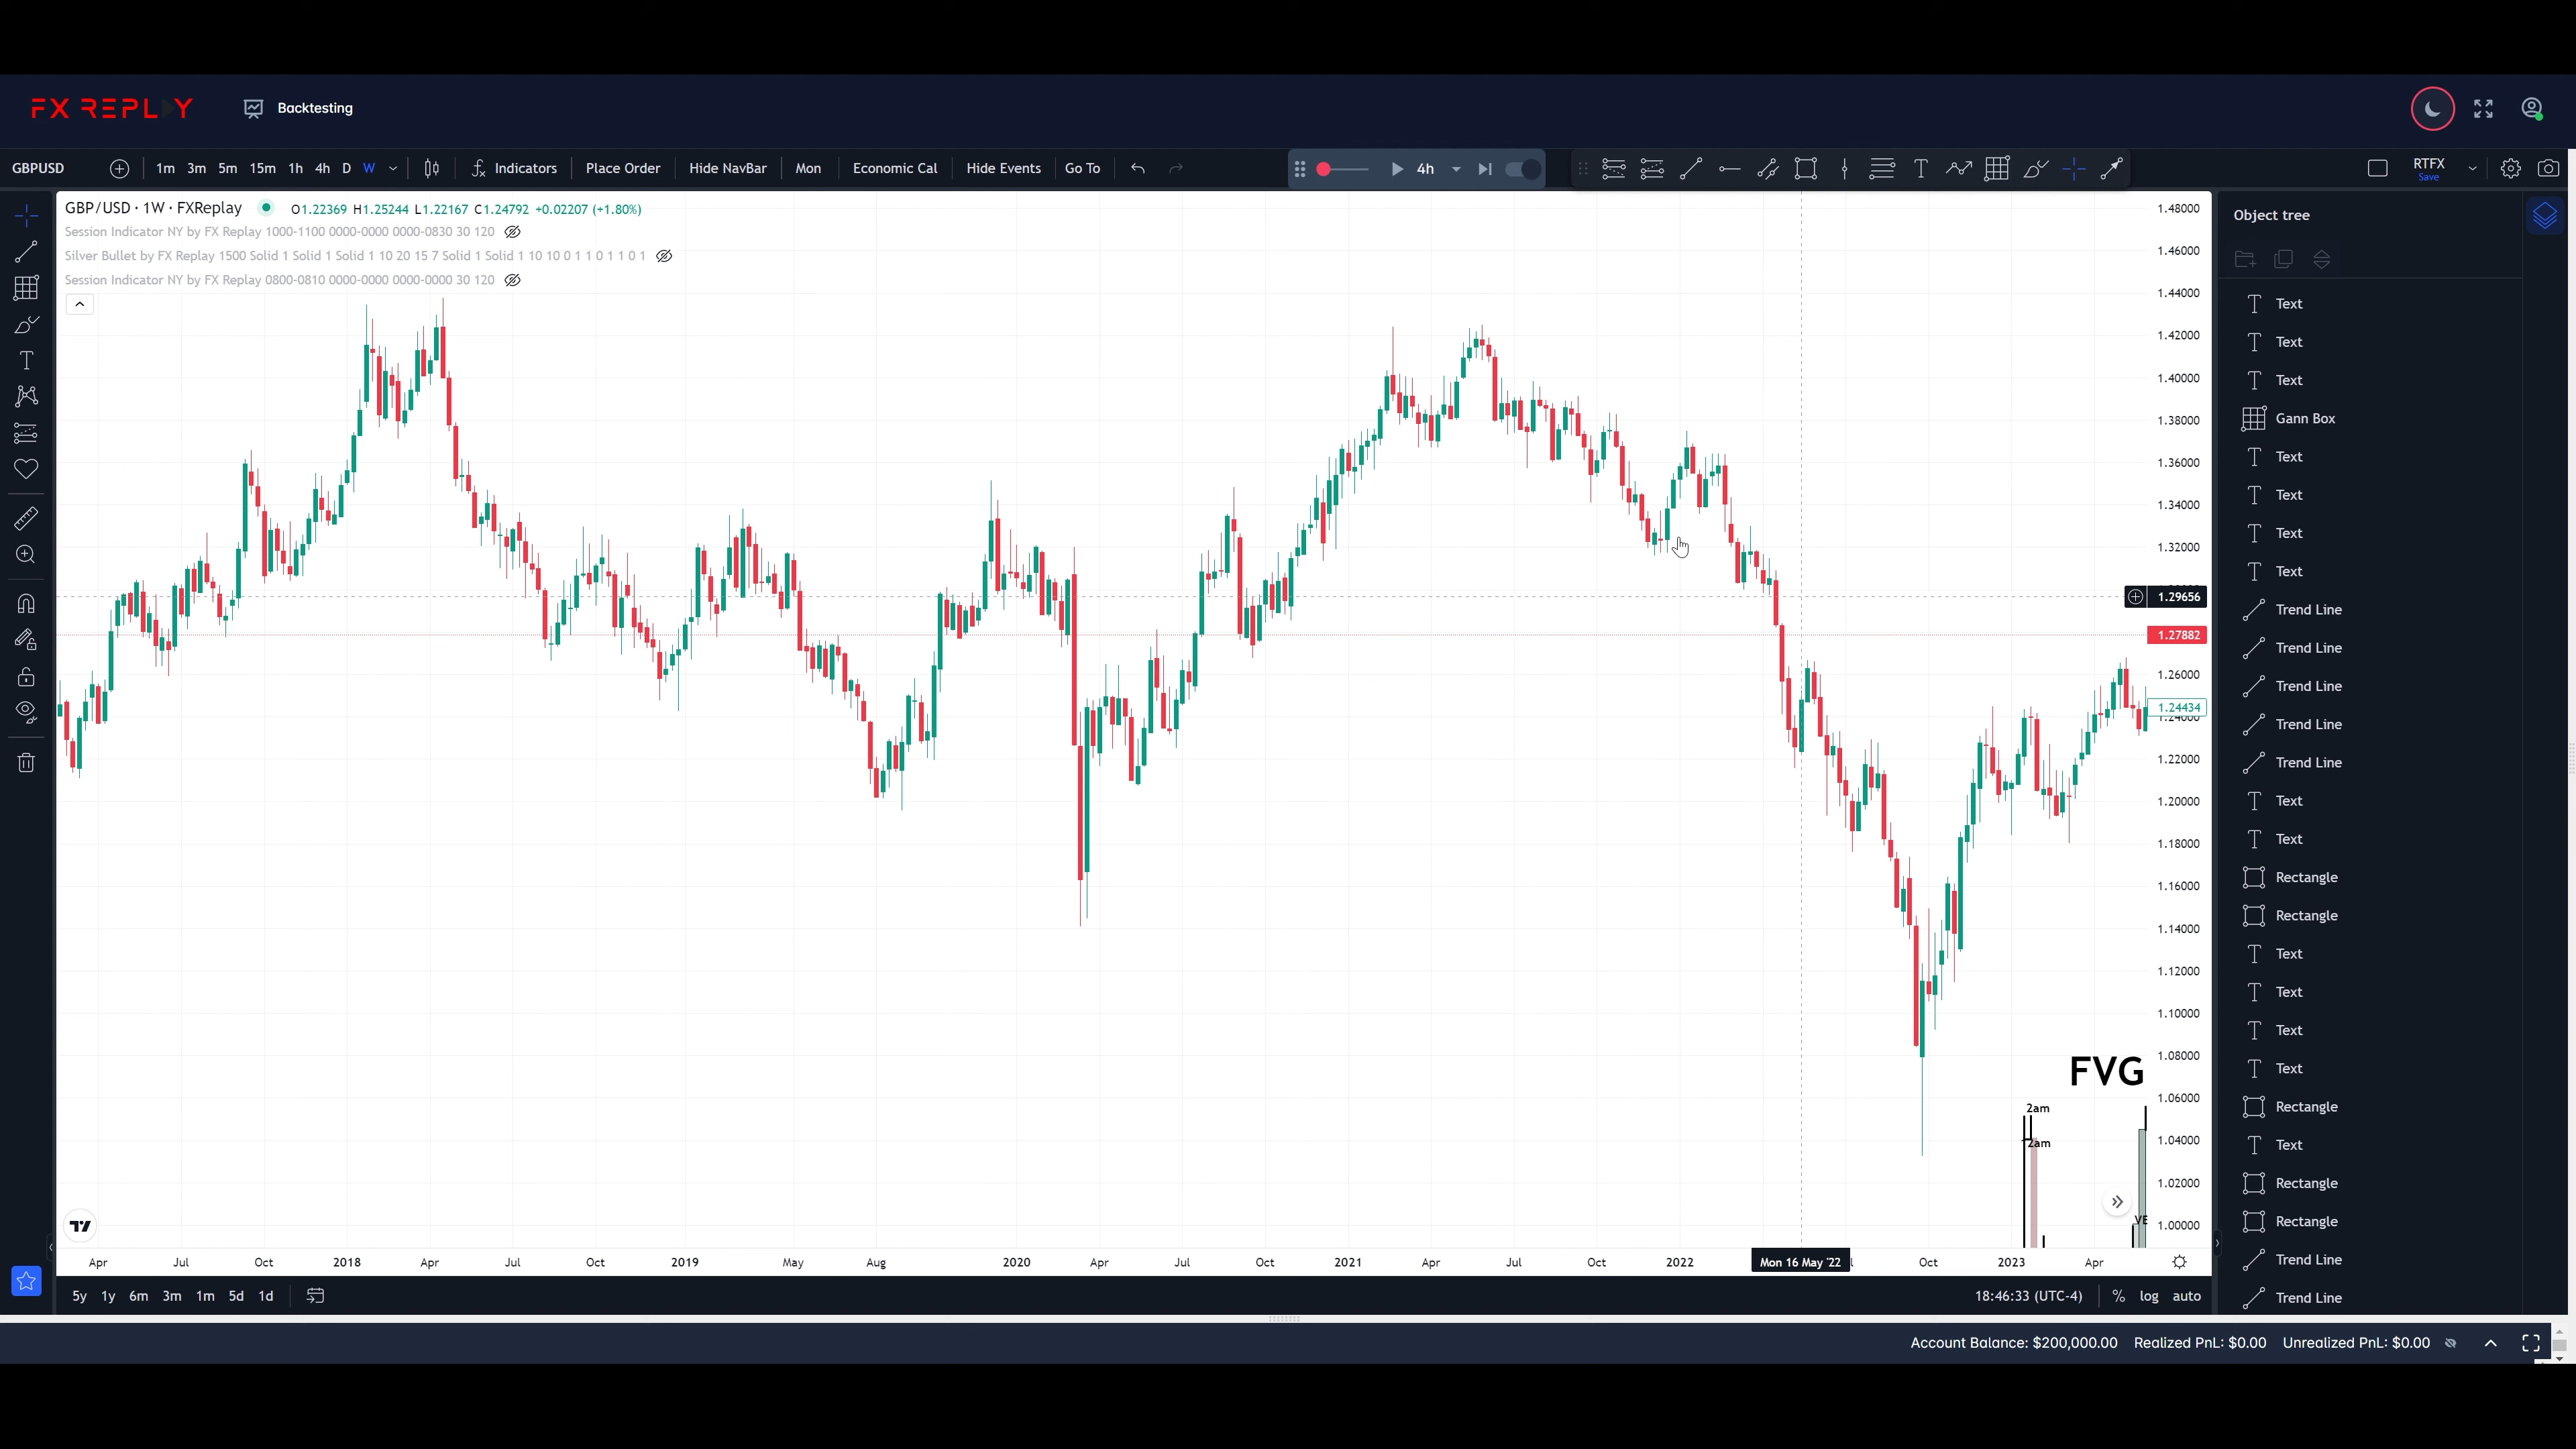 FX REPLAY
Backtesting
GBPUSD 1m 3m 5m 15m 1h 4h D W Indicators Place Order Hide NavBar Mon Economic Cal Hide Events Go To 4h RTFX
Save
GBP/USD · 1W · FXReplay O1.22369 H1.25244 L1.22167 C1.24792 +0.02207 (+1.80%)
Session Indicator NY by FX Replay 1000-1100 0000-0000 0000-0830 30 120
Silver Bullet by FX Replay 1500 Solid 1 Solid 1 Solid 1 10 20 15 7 Solid 1 Solid 1 10 10 0 1 1 0 1 1 0 1
Session Indicator NY by FX Replay 0800-0810 0000-0000 0000-0000 30 120
1.48000
1.46000
1.44000
1.42000
1.40000
1.38000
1.36000
1.34000
1.32000
1.29656
1.27882
1.26000
1.24434
1.24000
1.22000
1.20000
1.18000
1.16000
1.14000
1.12000
1.10000
1.08000
1.06000
1.04000
1.02000
1.00000
FVG
2am
12am
VE
Apr Jul Oct 2018 Apr Jul Oct 2019 May Aug 2020 Apr Jul Oct 2021 Apr Jul Oct 2022 Mon 16 May '22 Oct 2023 Apr
5y 1y 6m 3m 1m 5d 1d 18:46:33 (UTC-4) % log auto
Object tree
Text
Text
Text
Gann Box
Text
Text
Text
Text
Trend Line
Trend Line
Trend Line
Trend Line
Trend Line
Text
Text
Rectangle
Rectangle
Text
Text
Text
Text
Rectangle
Text
Rectangle
Rectangle
Trend Line
Trend Line
Account Balance: $200,000.00 Realized PnL: $0.00 Unrealized PnL: $0.00